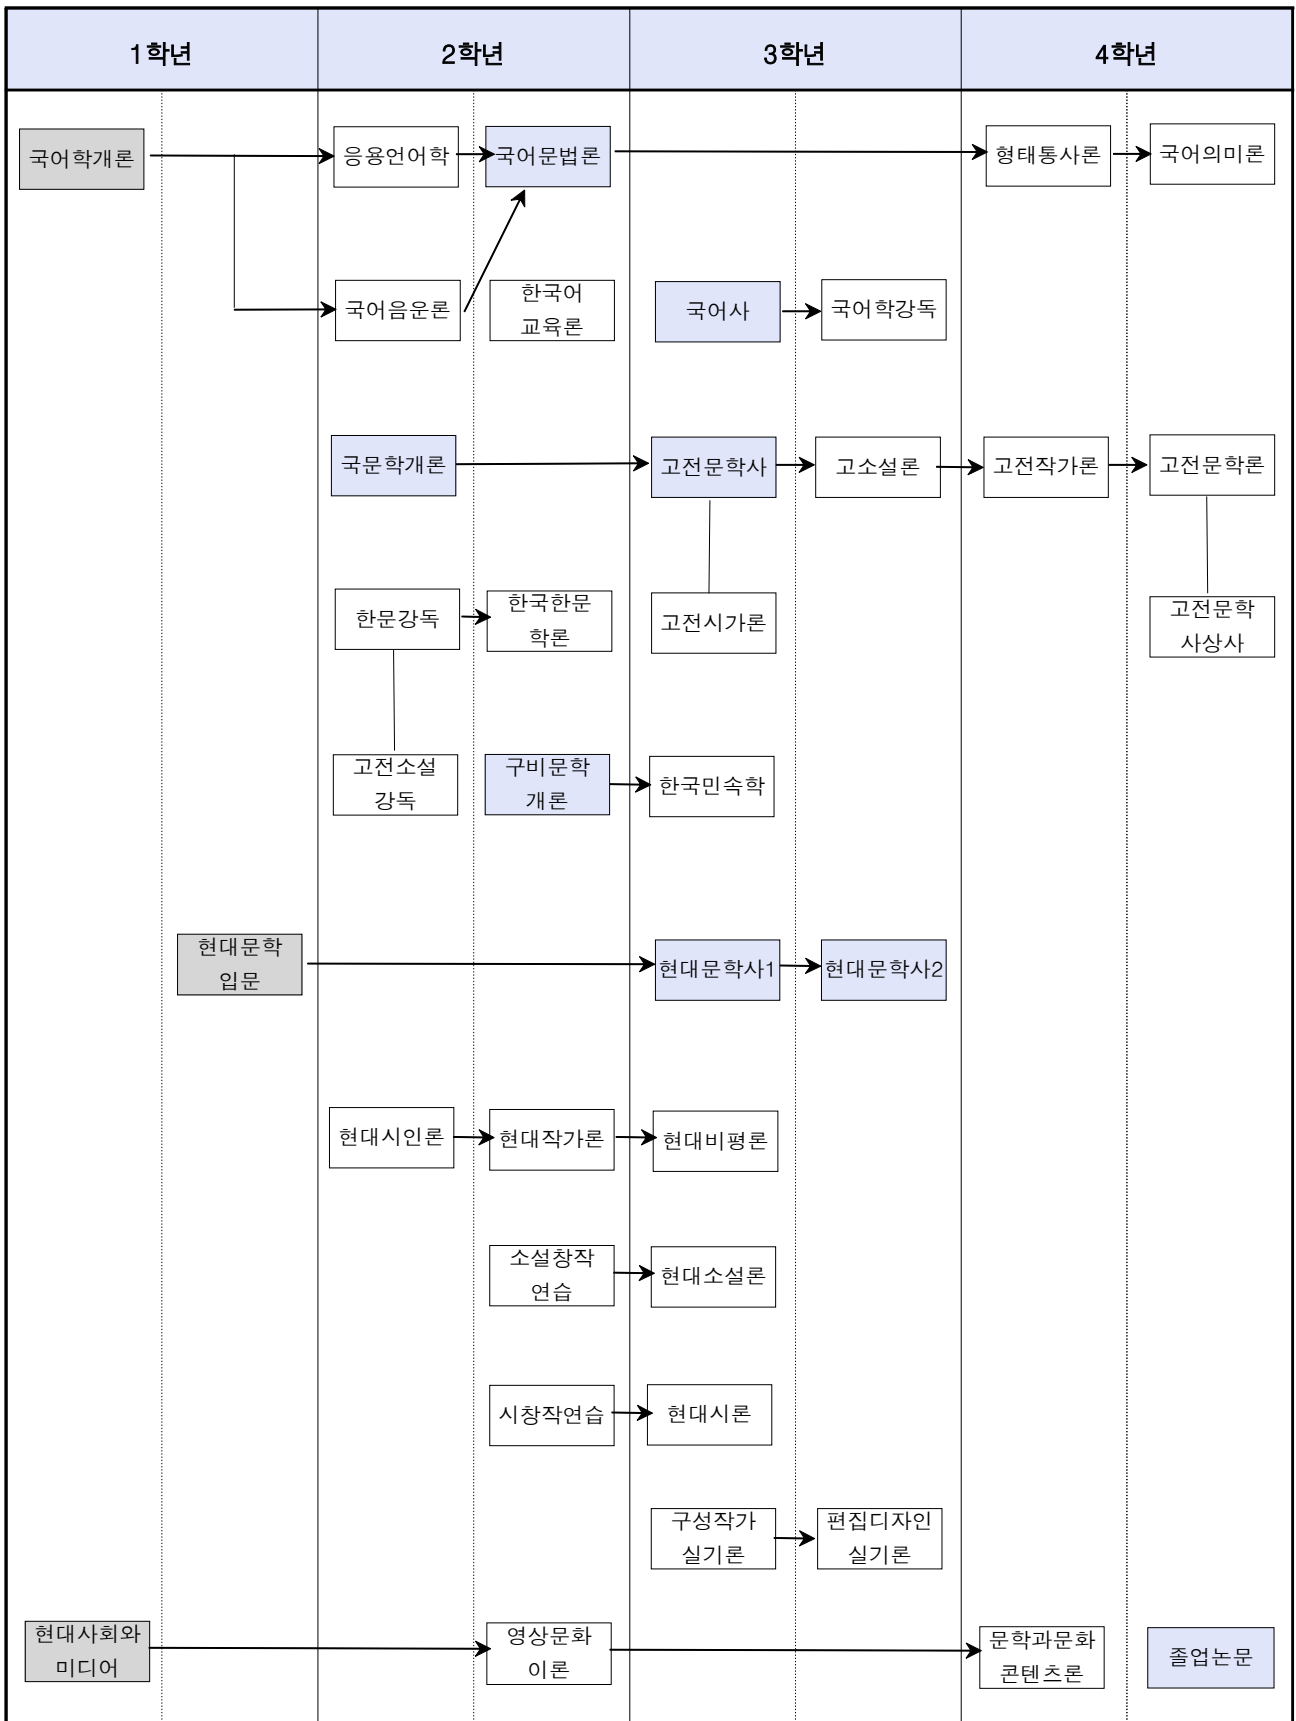 1학년
2학년
3학년
4학년
국어학개론
응용언어학
국어문법론
형태통사론
국어의미론
국어음운론
한국어
교육론
국어사
국어학강독
국문학개론
고전문학사
고소설론
고전작가론
고전문학론
한문강독
한국한문
학론
고전시가론
고전문학
사상사
고전소설
강독
구비문학
개론
한국민속학
현대문학
입문
현대문학사1
현대문학사2
현대시인론
현대작가론
현대비평론
소설창작
연습
현대소설론
시창작연습
현대시론
구성작가
실기론
편집디자인
실기론
현대사회와
미디어
영상문화
이론
문학과문화
콘텐츠론
졸업논문